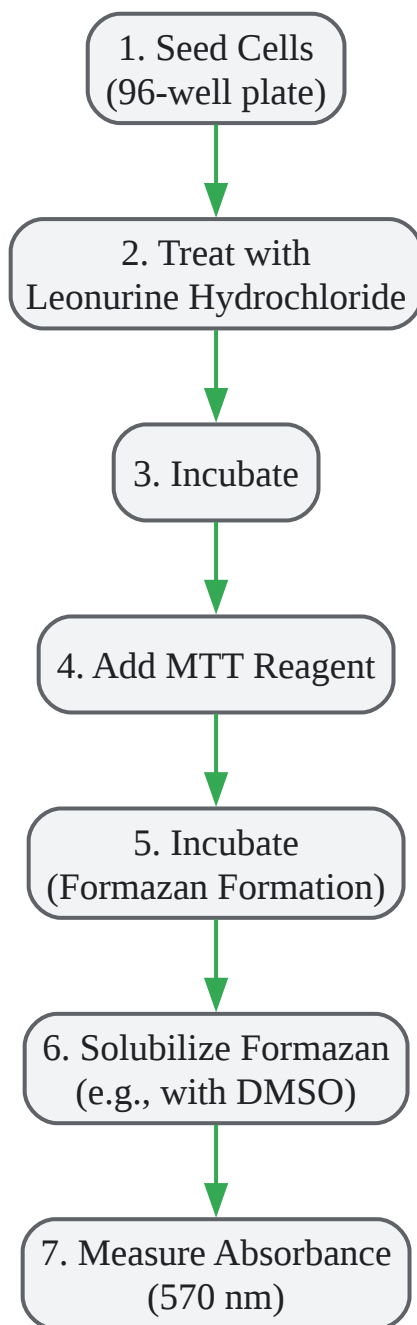 1. Seed Cells
(96-well plate)
2. Treat with
Leonurine Hydrochloride
3. Incubate
4. Add MTT Reagent
5. Incubate
(Formazan Formation)
6. Solubilize Formazan
(e.g., with DMSO)
7. Measure Absorbance
(570 nm)